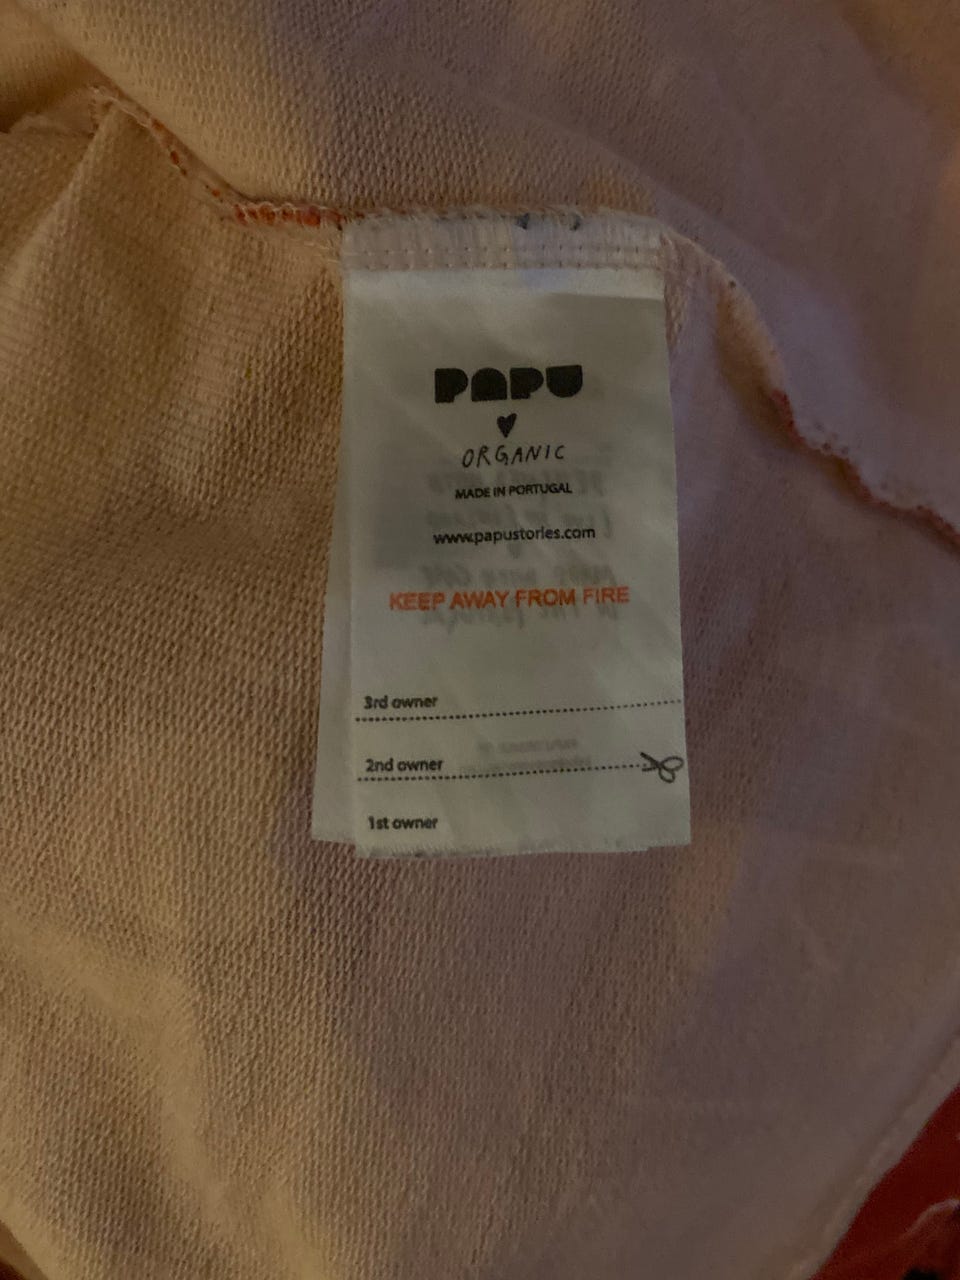 PAPU
ORGANIC
MADE IN PORTUGAL
www.papustories.com
KEEP AWAY FROM FIRE
3rd owner
2nd owner
1st owner